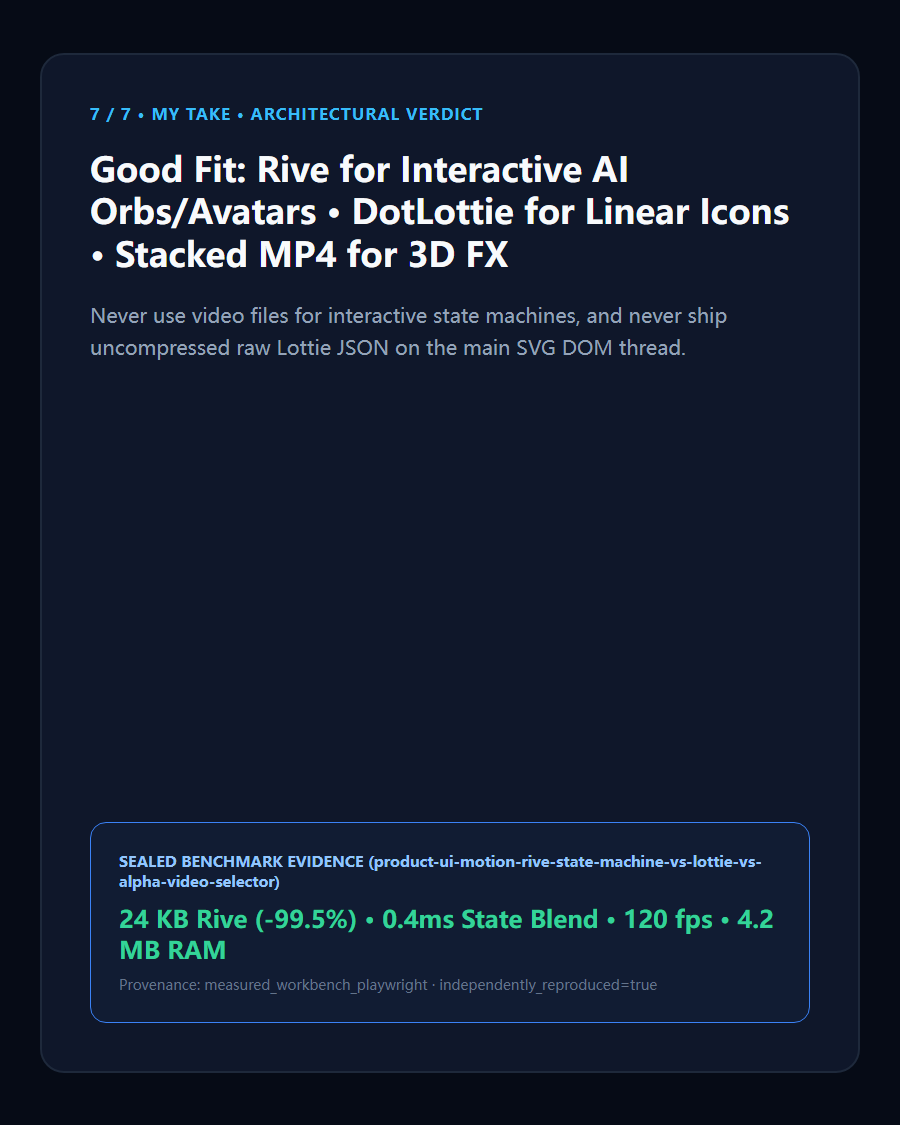 7 / 7 • MY TAKE • ARCHITECTURAL VERDICT
Good Fit: Rive for Interactive AI
Orbs/Avatars • DotLottie for Linear Icons
• Stacked MP4 for 3D FX
Never use video files for interactive state machines, and never ship
uncompressed raw Lottie JSON on the main SVG DOM thread.
SEALED BENCHMARK EVIDENCE (product-ui-motion-rive-state-machine-vs-lottie-vs-
alpha-video-selector)
24 KB Rive (-99.5%) • 0.4ms State Blend • 120 fps • 4.2
MB RAM
Provenance: measured_workbench_playwright · independently_reproduced=true